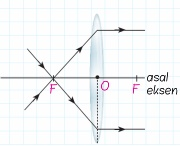 F O F asal
eksen